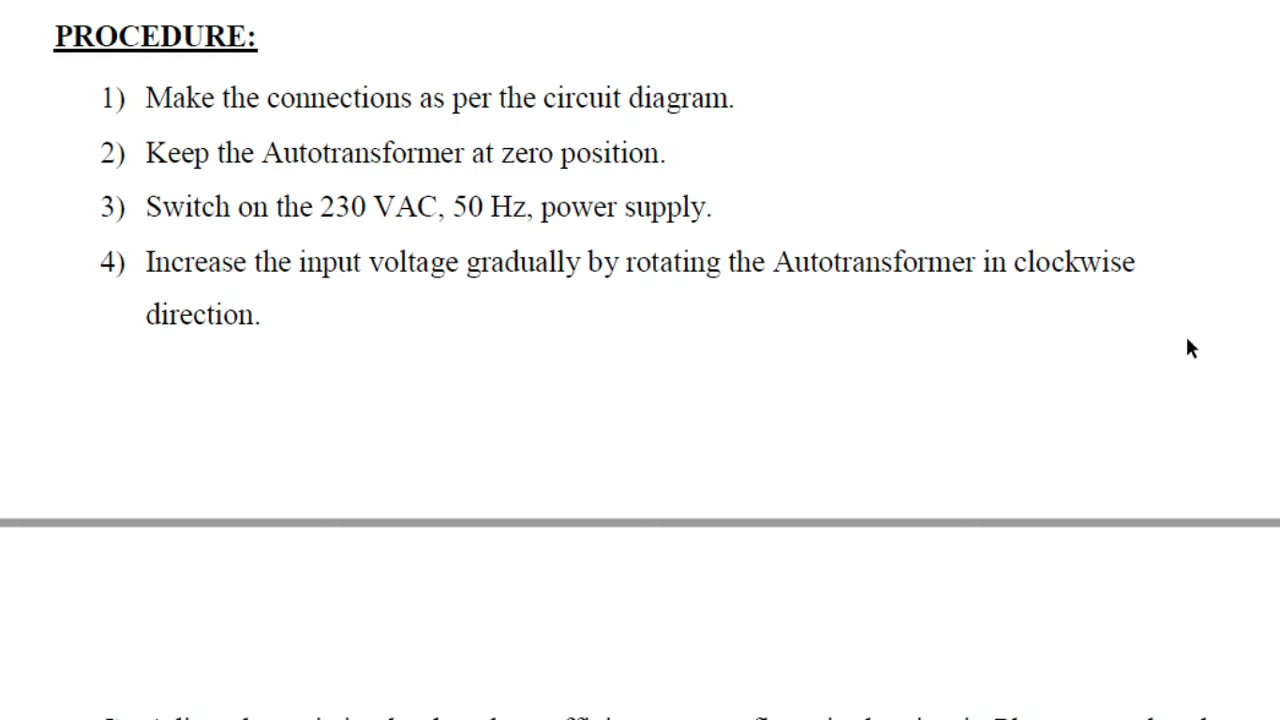 PROCEDURE:
1) Make the connections as per the circuit diagram.
2) Keep the Autotransformer at zero position.
3) Switch on the 230 VAC, 50 Hz, power supply.
4) Increase the input voltage gradually by rotating the Autotransformer in clockwise
direction.